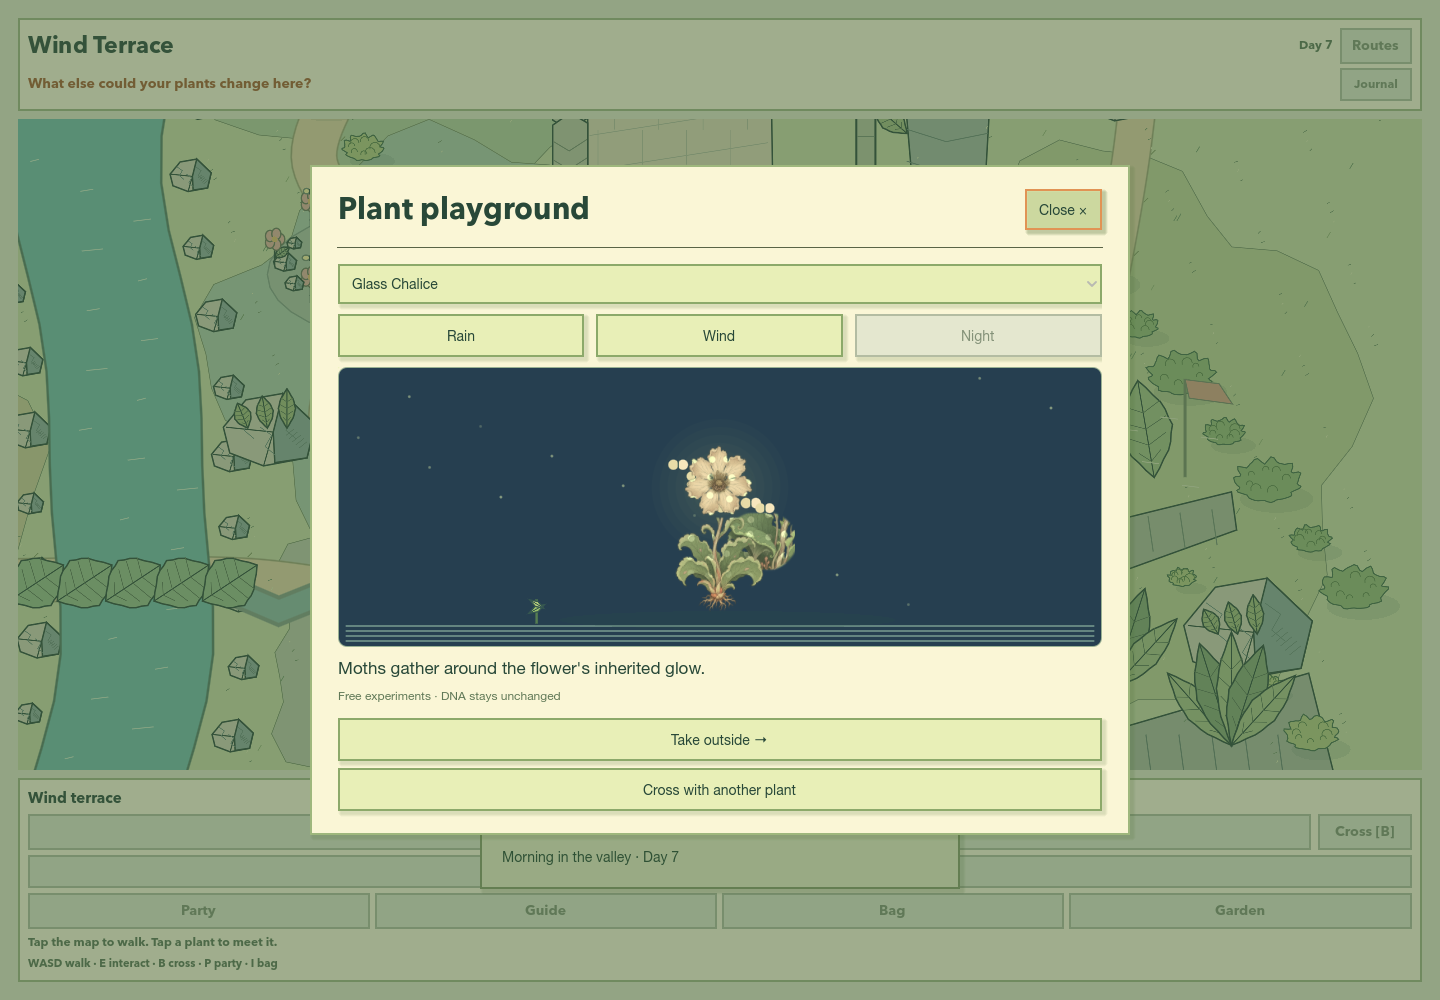 Wind Terrace
Day 7
Routes
What else could your plants change here?
Journal
Plant playground
Close ×
Glass Chalice
Rain
Wind
Night
Moths gather around the flower's inherited glow.
Free experiments · DNA stays unchanged
Take outside →
Cross with another plant
Wind terrace
Cross [B]
Morning in the valley · Day 7
Party
Guide
Bag
Garden
Tap the map to walk. Tap a plant to meet it.
WASD walk · E interact · B cross · P party · I bag